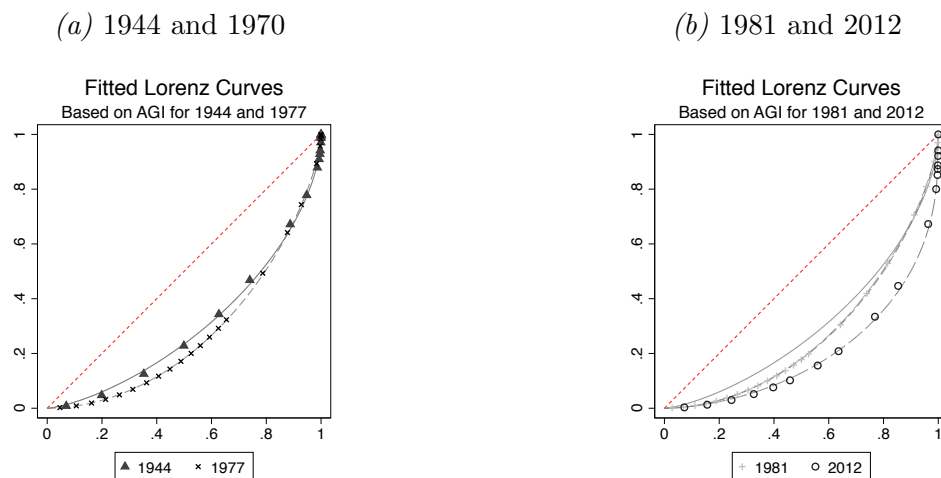 (a) 1944 and 1970
Fitted Lorenz Curves
Based on AGI for 1944 and 1977
1
.8
.6
.4
.2
0
0 .2 .4 .6 .8 1
1944 1977
(b) 1981 and 2012
Fitted Lorenz Curves
Based on AGI for 1981 and 2012
1
.8
.6
.4
.2
0
0 .2 .4 .6 .8 1
1981 2012